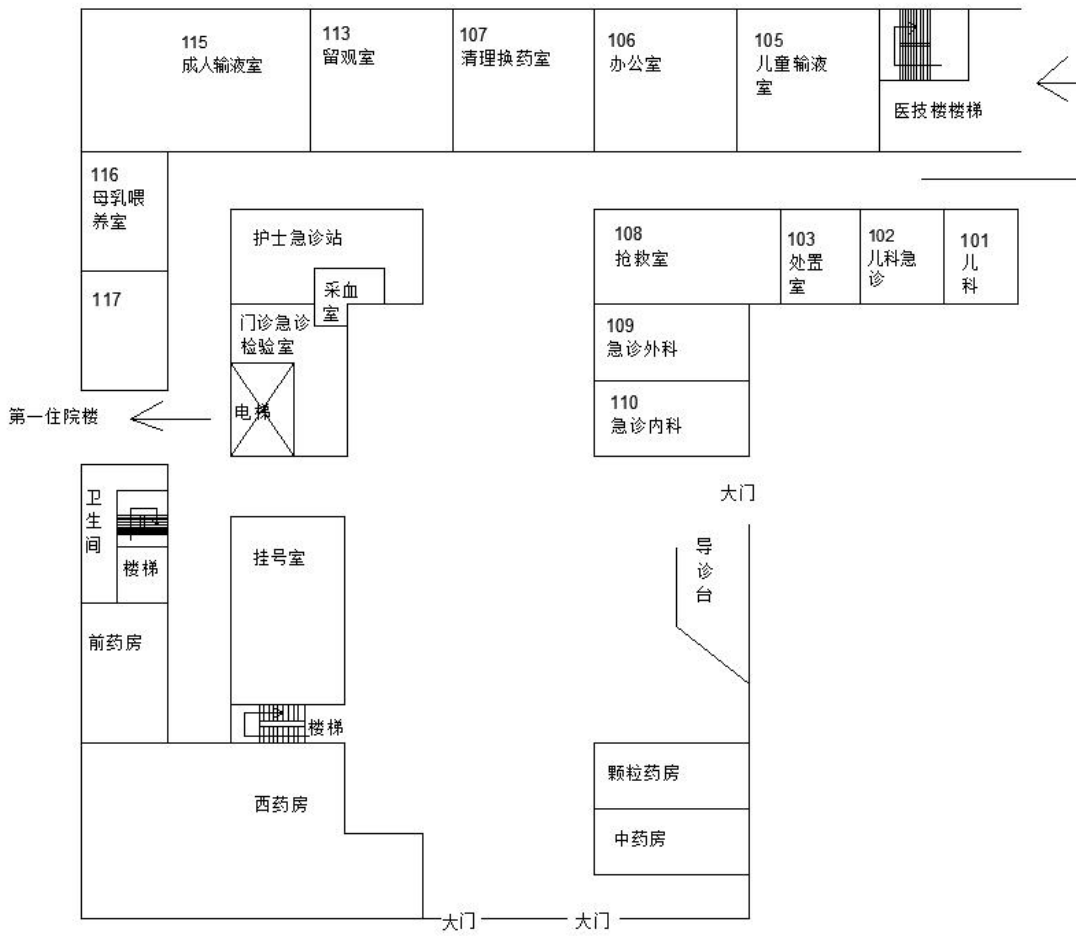 115
成人输液室
113
留观室
107
清理换药室
106
办公室
105
儿童输液
室
医技楼楼梯
116
母乳喂
养室
117
护士急诊站
采血
室
门诊急诊
检验室
电梯
108
抢救室
103
处置
室
102
儿科急
诊
101
儿
科
109
急诊外科
110
急诊内科
第一住院楼
大门
卫
生
间
楼梯
挂号室
导
诊
台
前药房
楼梯
西药房
颗粒药房
中药房
大门
大门